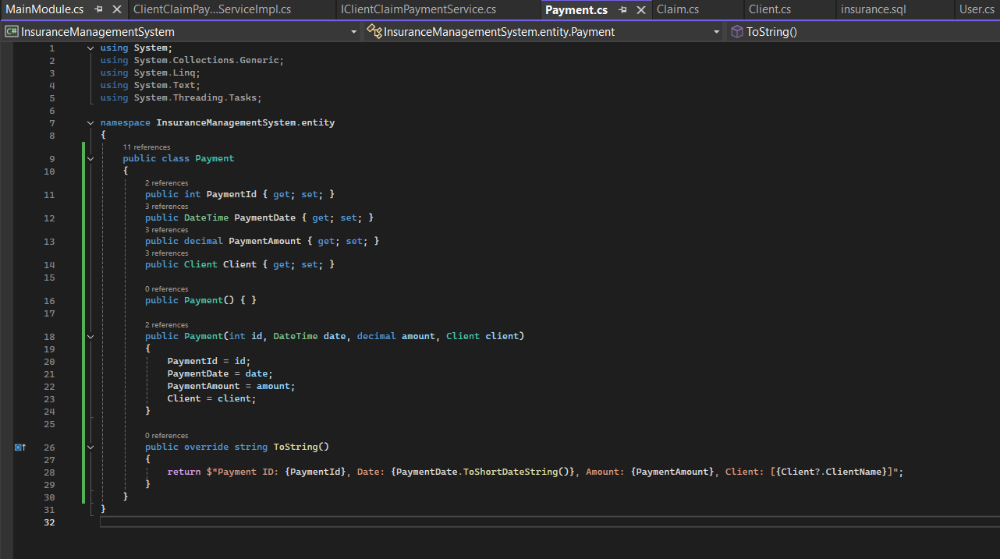 MainModule.cs ClientClaimPay...ServiceImpl.cs IClientClaimPaymentService.cs Payment.cs Claim.cs Client.cs insurance.sql User.cs
C# InsuranceManagementSystem InsuranceManagementSystem.entity.Payment ToString()
1 using System;
2 using System.Collections.Generic;
3 using System.Linq;
4 using System.Text;
5 using System.Threading.Tasks;
6
7 namespace InsuranceManagementSystem.entity
8 {
11 references
9 public class Payment
10 {
2 references
11 public int PaymentId { get; set; }
3 references
12 public DateTime PaymentDate { get; set; }
3 references
13 public decimal PaymentAmount { get; set; }
3 references
14 public Client Client { get; set; }
15
0 references
16 public Payment() { }
17
2 references
18 public Payment(int id, DateTime date, decimal amount, Client client)
19 {
20 PaymentId = id;
21 PaymentDate = date;
22 PaymentAmount = amount;
23 Client = client;
24 }
25
0 references
26 public override string ToString()
27 {
28 return $"Payment ID: {PaymentId}, Date: {PaymentDate.ToShortDateString()}, Amount: {PaymentAmount}, Client: [{Client?.ClientName}]";
29 }
30 }
31 }
32